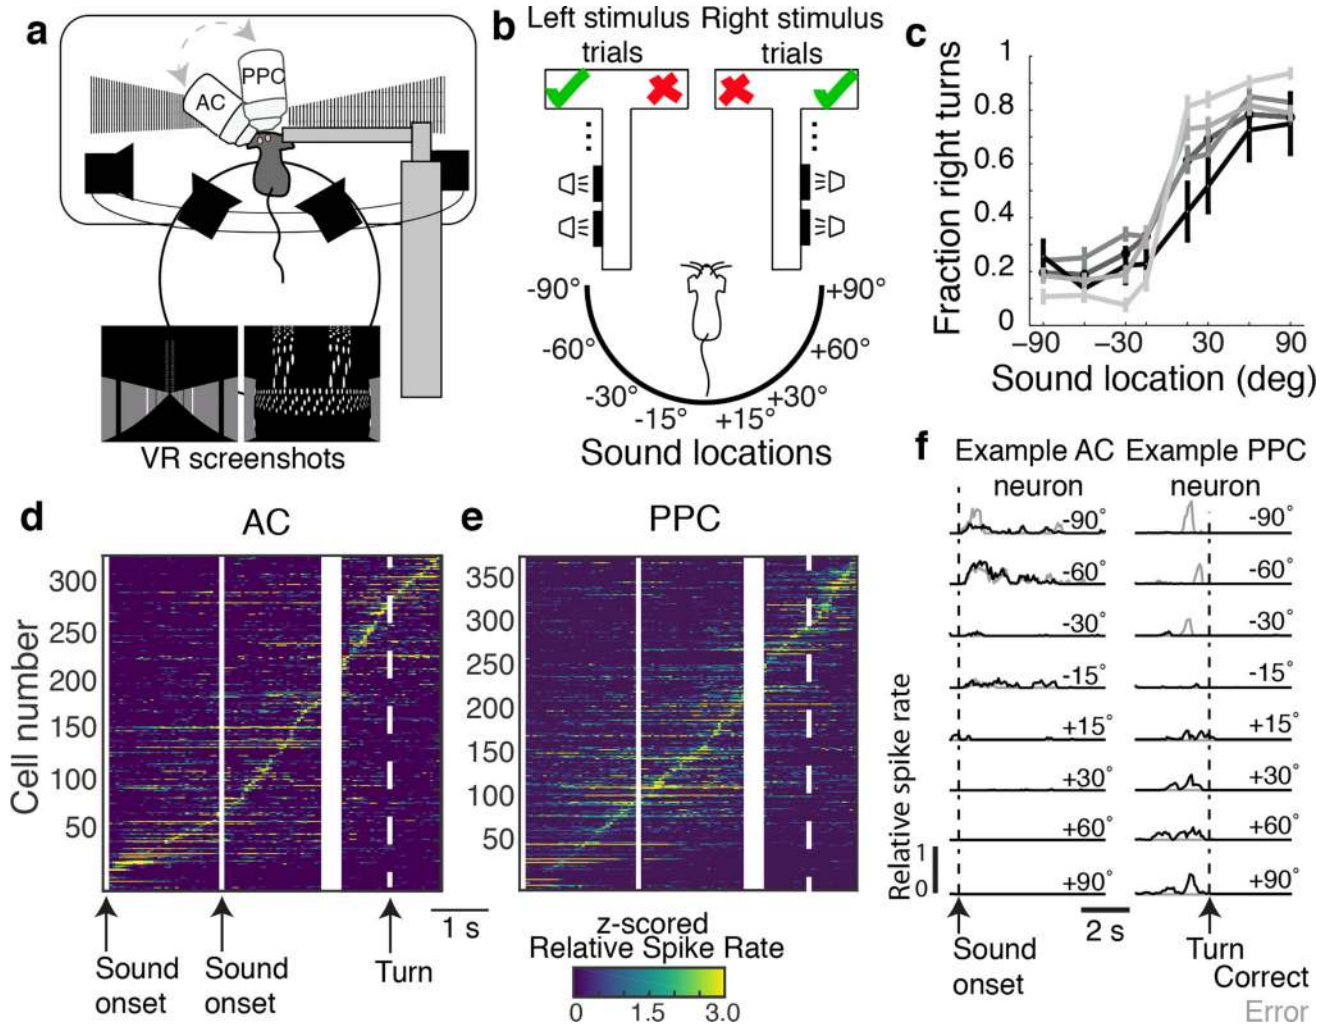 a
PPC
AC
VR screenshots
b
Left stimulus trials
Right stimulus trials
-90°
-60°
-30°
-15°
+15°
+30°
+60°
+90°
Sound locations
c
Fraction right turns
1
0.8
0.6
0.4
0.2
0
−90
−30
30
90
Sound location (deg)
d
AC
Cell number
300
250
200
150
100
50
Sound onset
Sound onset
Turn
1 s
e
PPC
350
300
250
200
150
100
50
z-scored
Relative Spike Rate
0
1.5
3.0
f
Example AC neuron
Example PPC neuron
-90°
-60°
-30°
-15°
+15°
+30°
+60°
+90°
-90°
-60°
-30°
-15°
+15°
+30°
+60°
+90°
Relative spike rate
1
0
Sound onset
2 s
Turn
Correct
Error